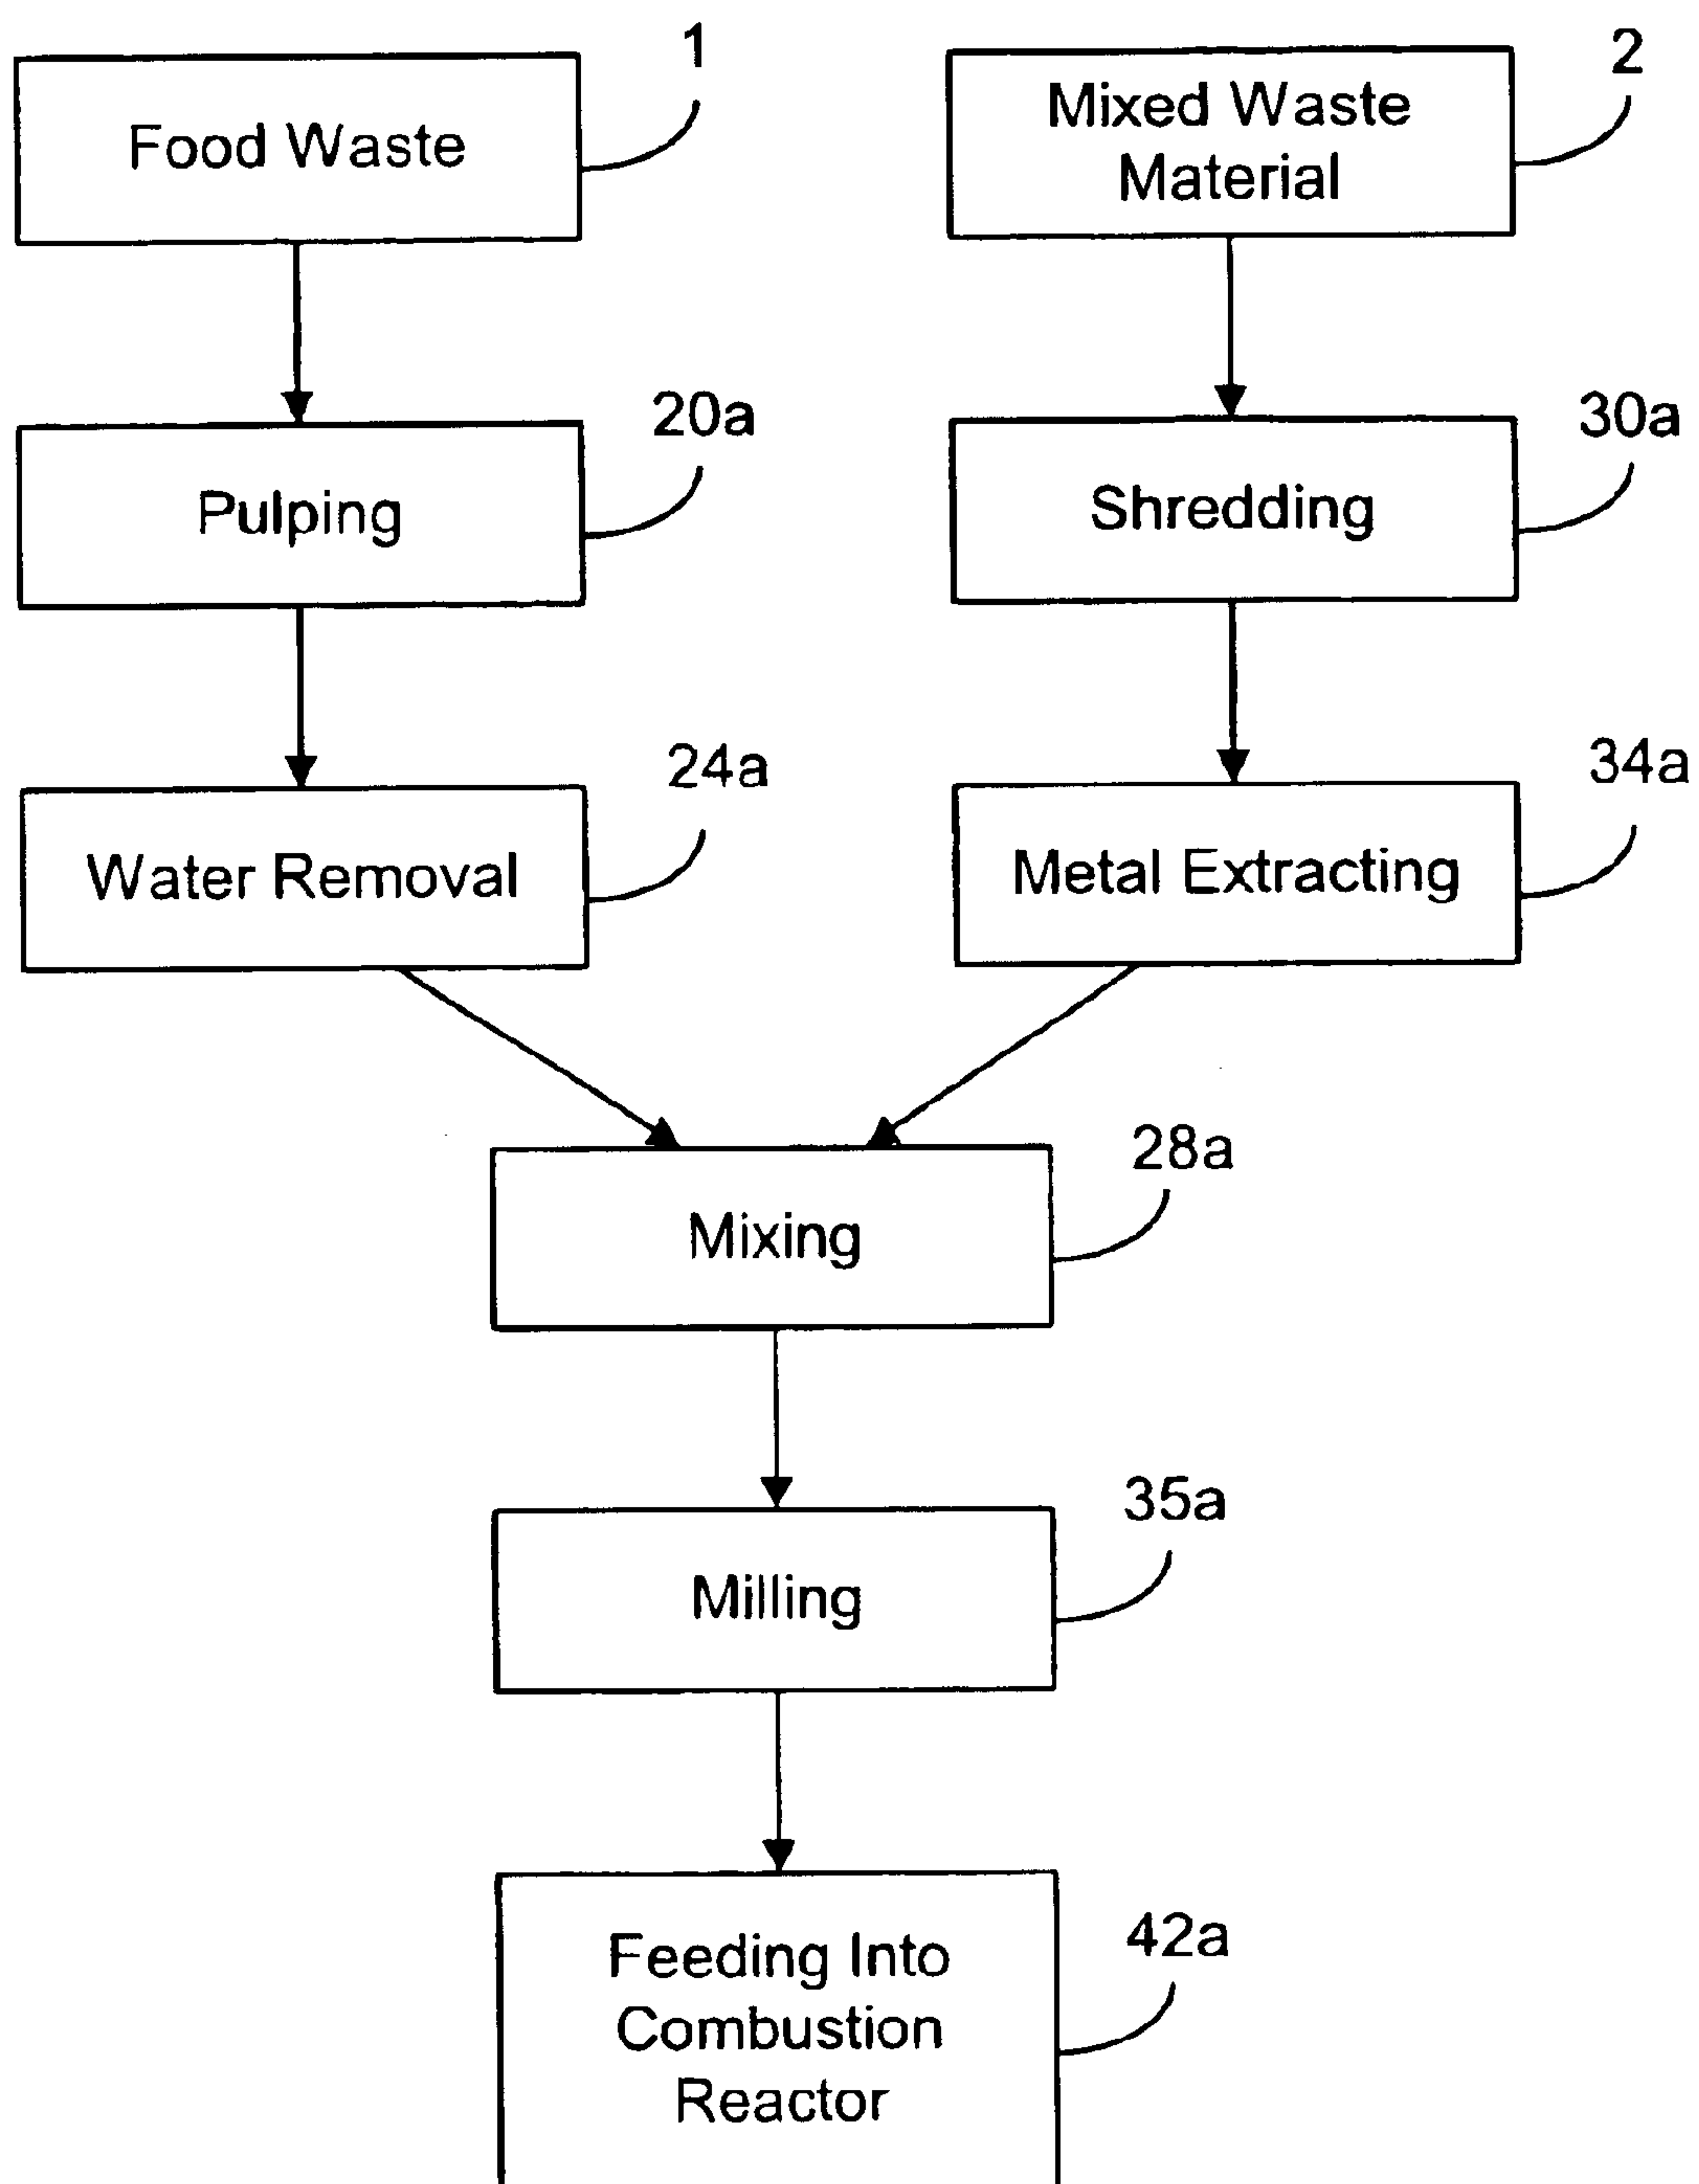 1
Food Waste
2
Mixed Waste
Material
20a
Pulping
30a
Shredding
24a
Water Removal
34a
Metal Extracting
28a
Mixing
35a
Milling
42a
Feeding Into
Combustion
Reactor